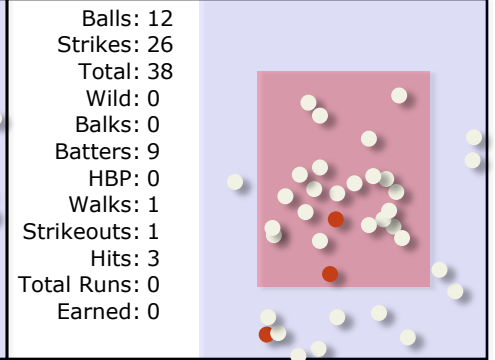 Balls: 12
Strikes: 26
Total: 38
Wild: 0
Balks: 0
Batters: 9
HBP: 0
Walks: 1
Strikeouts: 1
Hits: 3
Total Runs: 0
Earned: 0